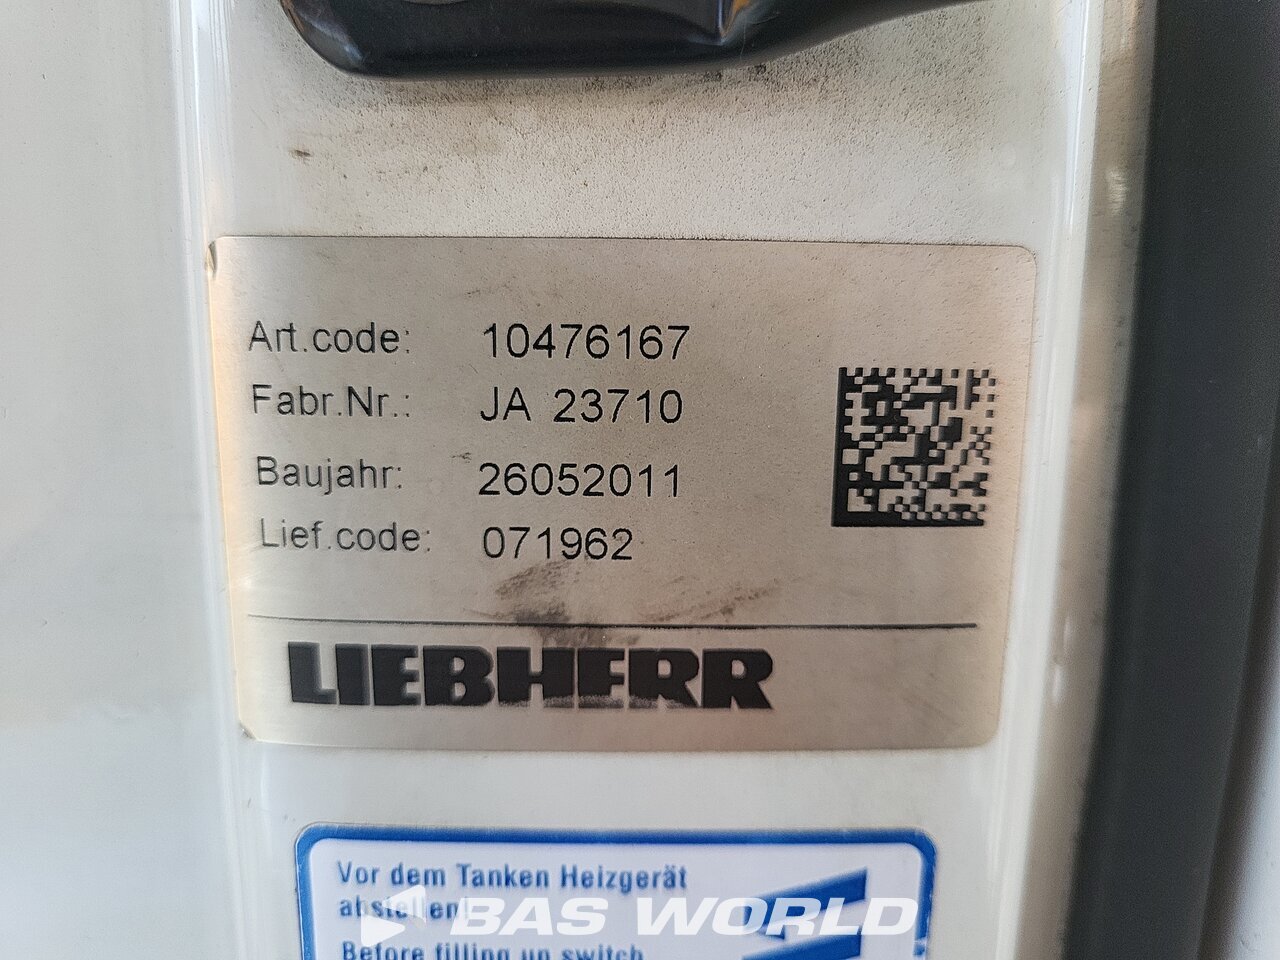 Art.code: 10476167
Fabr.Nr.: JA 23710
Baujahr: 26052011
Lief.code: 071962
LIEBHERR
Vor dem Tanken Heizgerät
abstellen!
BAS WORLD
Before filling up switch